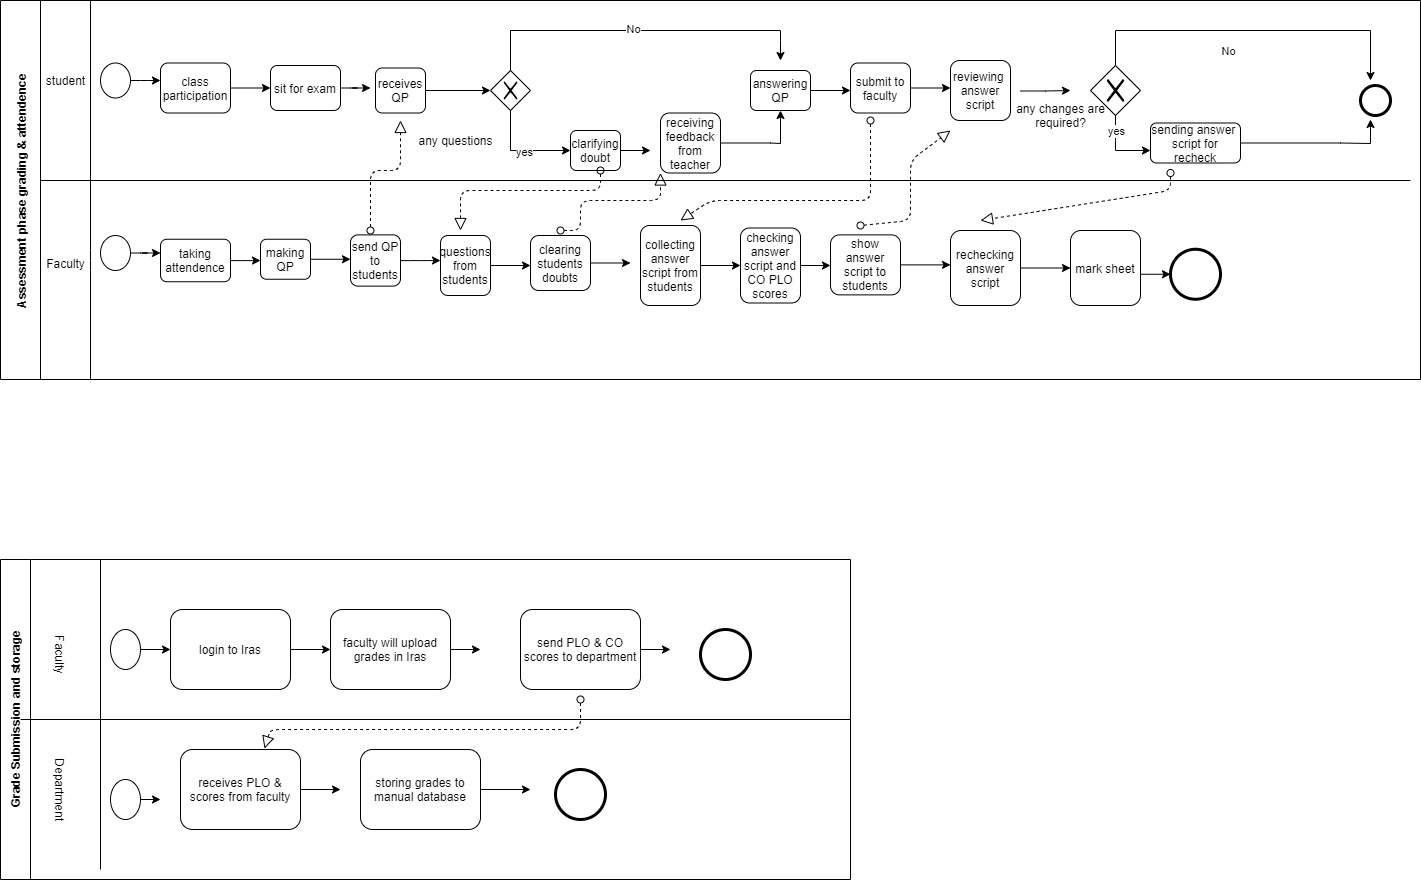 Assessment phase grading & attendence
student
class
participation
sit for exam
receives
QP
any questions
No
yes
clarifying
doubt
receiving
feedback
from
teacher
answering
QP
submit to
faculty
reviewing
answer
script
any changes are
required?
No
yes
sending answer
script for
recheck
Faculty
taking
attendence
making
QP
send QP
to
students
questions
from
students
clearing
students
doubts
collecting
answer
script from
students
checking
answer
script and
CO PLO
scores
show
answer
script to
students
rechecking
answer
script
mark sheet
Grade Submission and storage
Faculty
login to Iras
faculty will upload
grades in Iras
send PLO & CO
scores to department
Department
receives PLO &
scores from faculty
storing grades to
manual database